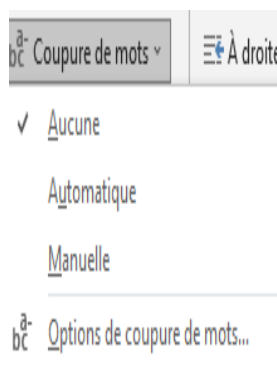 Coupure de mots
À droite
Aucune
Automatique
Manuelle
Options de coupure de mots...